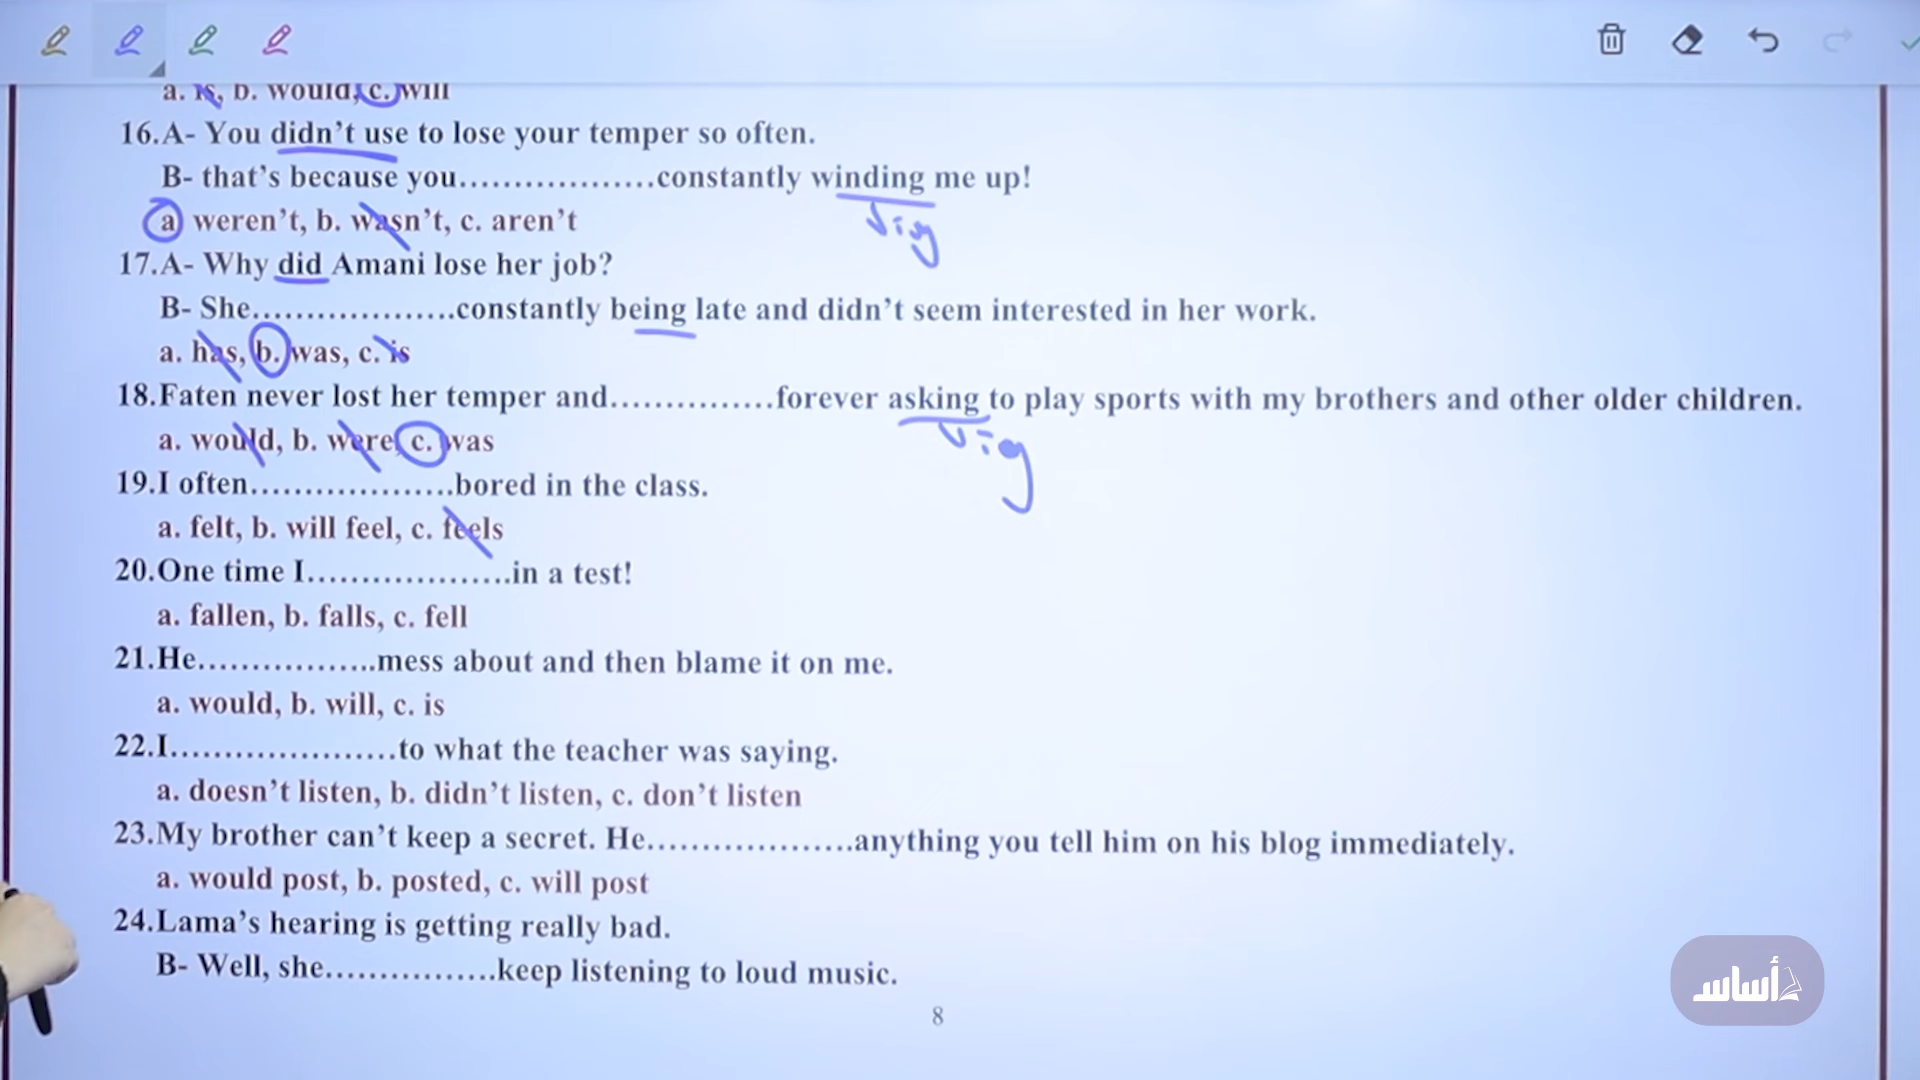 a. is, b. would, c. will
16.A- You didn’t use to lose your temper so often.
B- that’s because you………………constantly winding me up!
a weren’t, b. wasn’t, c. aren’t
Ving
17.A- Why did Amani lose her job?
B- She………………..constantly being late and didn’t seem interested in her work.
a. has, b. was, c. is
18.Faten never lost her temper and……………forever asking to play sports with my brothers and other older children.
a. would, b. were, c. was
Ving
19.I often………………..bored in the class.
a. felt, b. will feel, c. feels
20.One time I………………..in a test!
a. fallen, b. falls, c. fell
21.He……………..mess about and then blame it on me.
a. would, b. will, c. is
22.I………………….to what the teacher was saying.
a. doesn’t listen, b. didn’t listen, c. don’t listen
23.My brother can’t keep a secret. He………………..anything you tell him on his blog immediately.
a. would post, b. posted, c. will post
24.Lama’s hearing is getting really bad.
B- Well, she…………….keep listening to loud music.
8
أساس